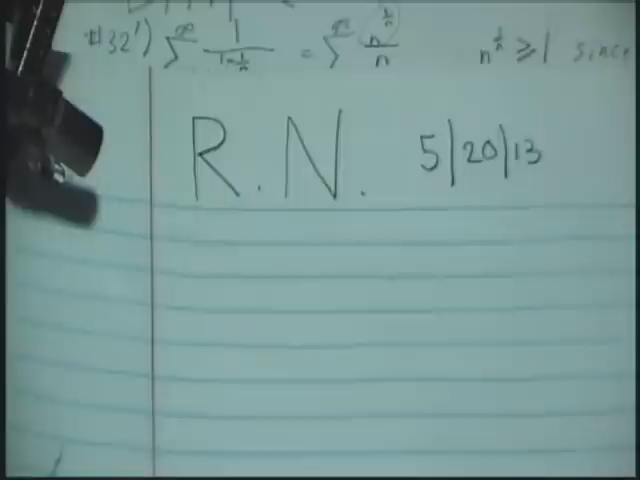 #32') ∑^∞ 1/n^{1-1/n} = ∑^∞ n^{1/n}/n n^{1/n} ≥ 1 since
R.N. 5/20/13